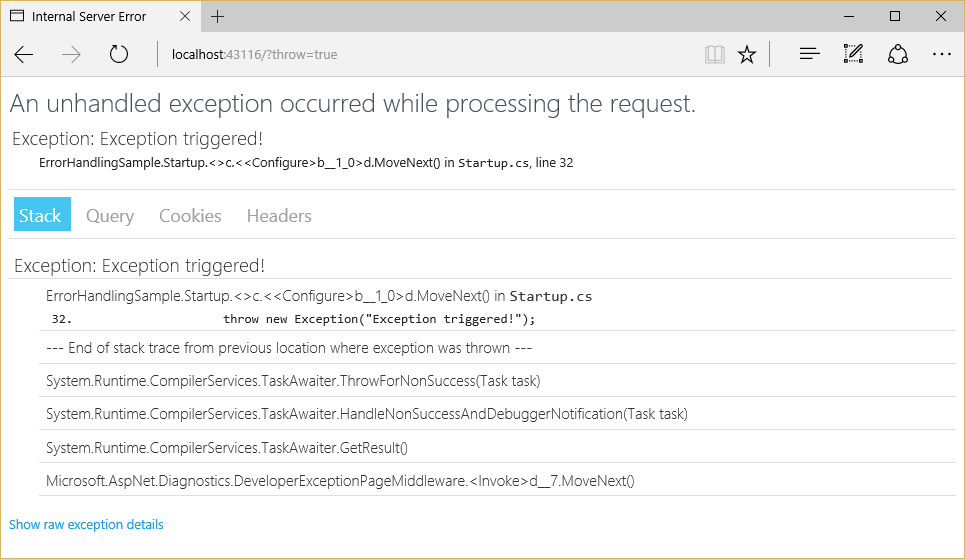 Internal Server Error
localhost:43116/?throw=true
An unhandled exception occurred while processing the request.
Exception: Exception triggered!
ErrorHandlingSample.Startup.<>c.<<Configure>b__1_0>d.MoveNext() in Startup.cs, line 32
Stack Query Cookies Headers
Exception: Exception triggered!
ErrorHandlingSample.Startup.<>c.<<Configure>b__1_0>d.MoveNext() in Startup.cs
32. throw new Exception("Exception triggered!");
--- End of stack trace from previous location where exception was thrown ---
System.Runtime.CompilerServices.TaskAwaiter.ThrowForNonSuccess(Task task)
System.Runtime.CompilerServices.TaskAwaiter.HandleNonSuccessAndDebuggerNotification(Task task)
System.Runtime.CompilerServices.TaskAwaiter.GetResult()
Microsoft.AspNet.Diagnostics.DeveloperExceptionPageMiddleware.<Invoke>d__7.MoveNext()
Show raw exception details